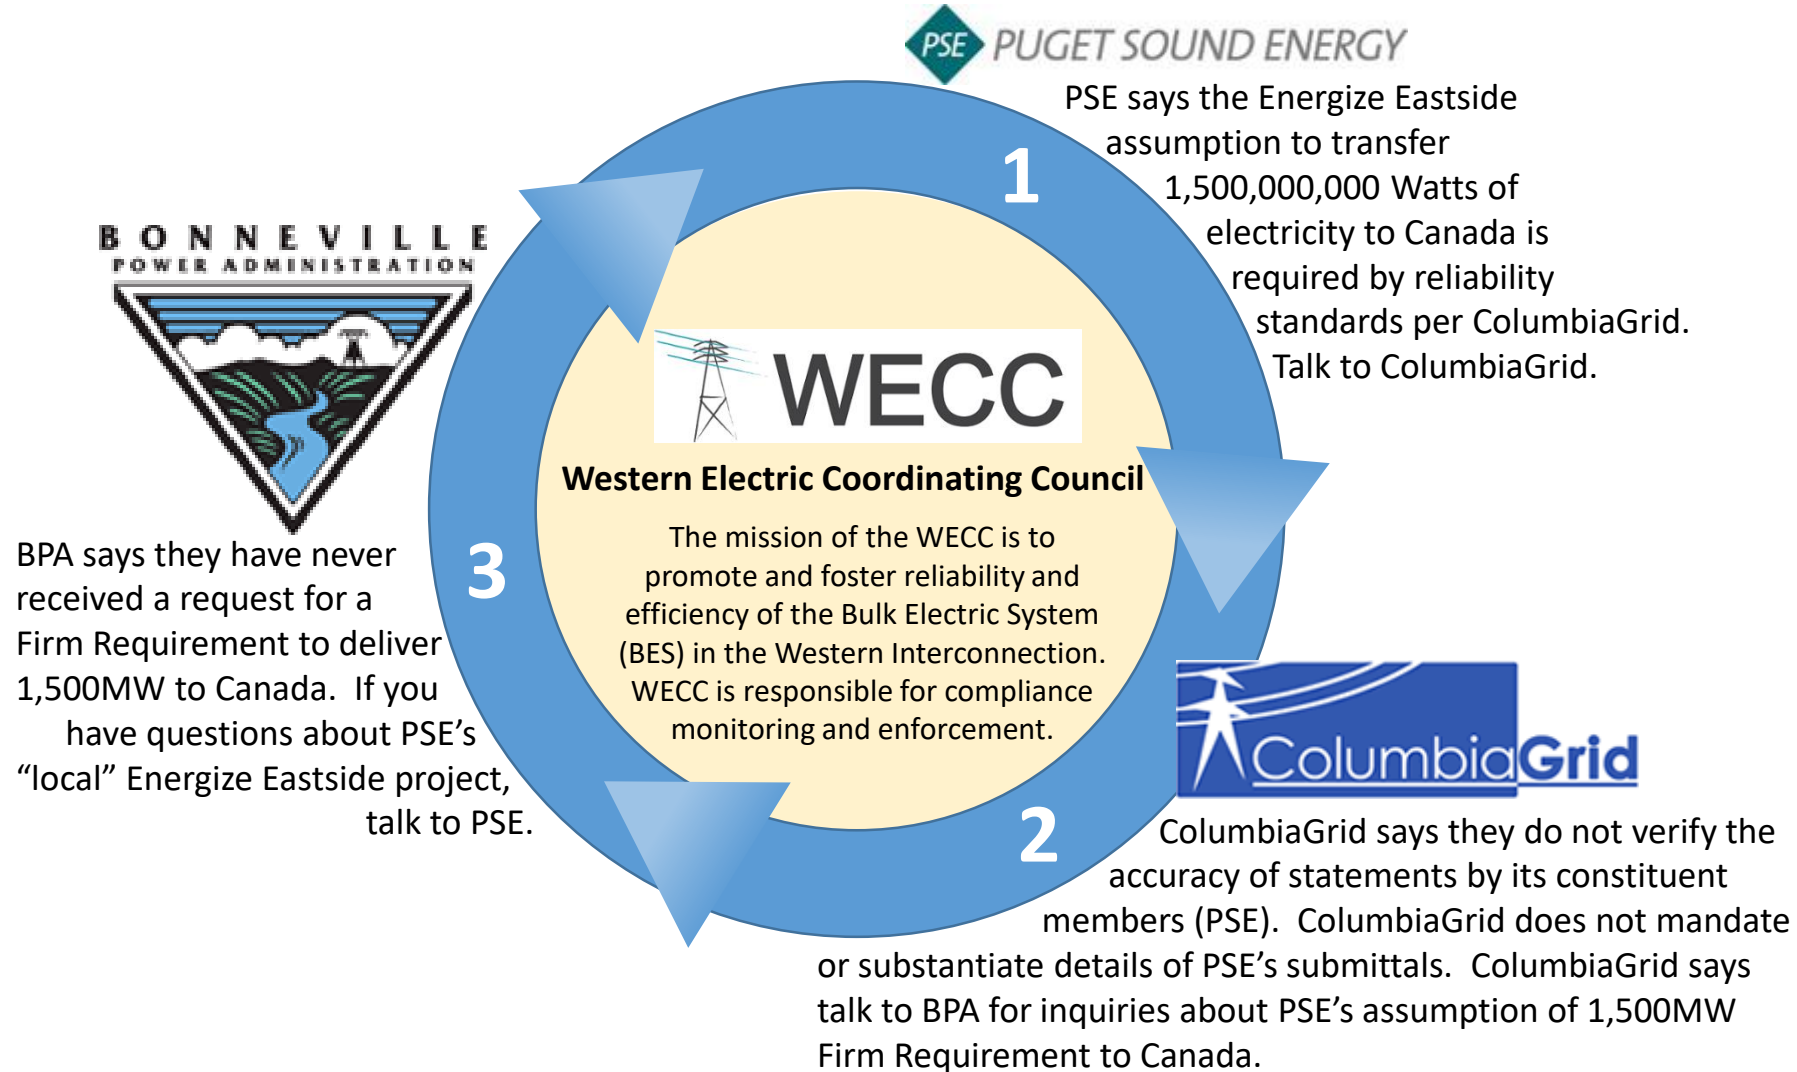 PSE PUGET SOUND ENERGY
PSE says the Energize Eastside
assumption to transfer
1,500,000,000 Watts of
electricity to Canada is
required by reliability
standards per ColumbiaGrid.
Talk to ColumbiaGrid.
1
BONNEVILLE
POWER ADMINISTRATION
WECC
Western Electric Coordinating Council
The mission of the WECC is to
promote and foster reliability and
efficiency of the Bulk Electric System
(BES) in the Western Interconnection.
WECC is responsible for compliance
monitoring and enforcement.
ColumbiaGrid
2
ColumbiaGrid says they do not verify the
accuracy of statements by its constituent
members (PSE).  ColumbiaGrid does not mandate
or substantiate details of PSE’s submittals.  ColumbiaGrid says
talk to BPA for inquiries about PSE’s assumption of 1,500MW
Firm Requirement to Canada.
3
BPA says they have never
received a request for a
Firm Requirement to deliver
1,500MW to Canada.  If you
have questions about PSE’s
“local” Energize Eastside project,
talk to PSE.